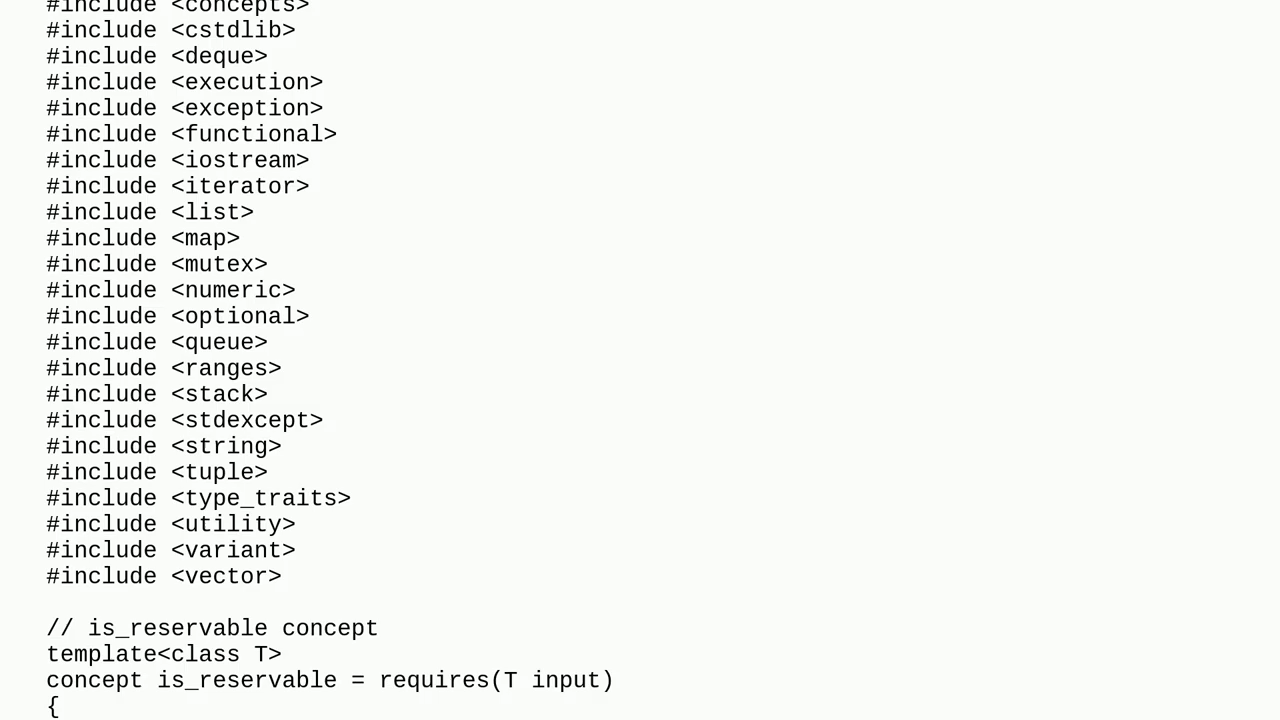 #include <concepts>
#include <cstdlib>
#include <deque>
#include <execution>
#include <exception>
#include <functional>
#include <iostream>
#include <iterator>
#include <list>
#include <map>
#include <mutex>
#include <numeric>
#include <optional>
#include <queue>
#include <ranges>
#include <stack>
#include <stdexcept>
#include <string>
#include <tuple>
#include <type_traits>
#include <utility>
#include <variant>
#include <vector>

// is_reservable concept
template<class T>
concept is_reservable = requires(T input)
{